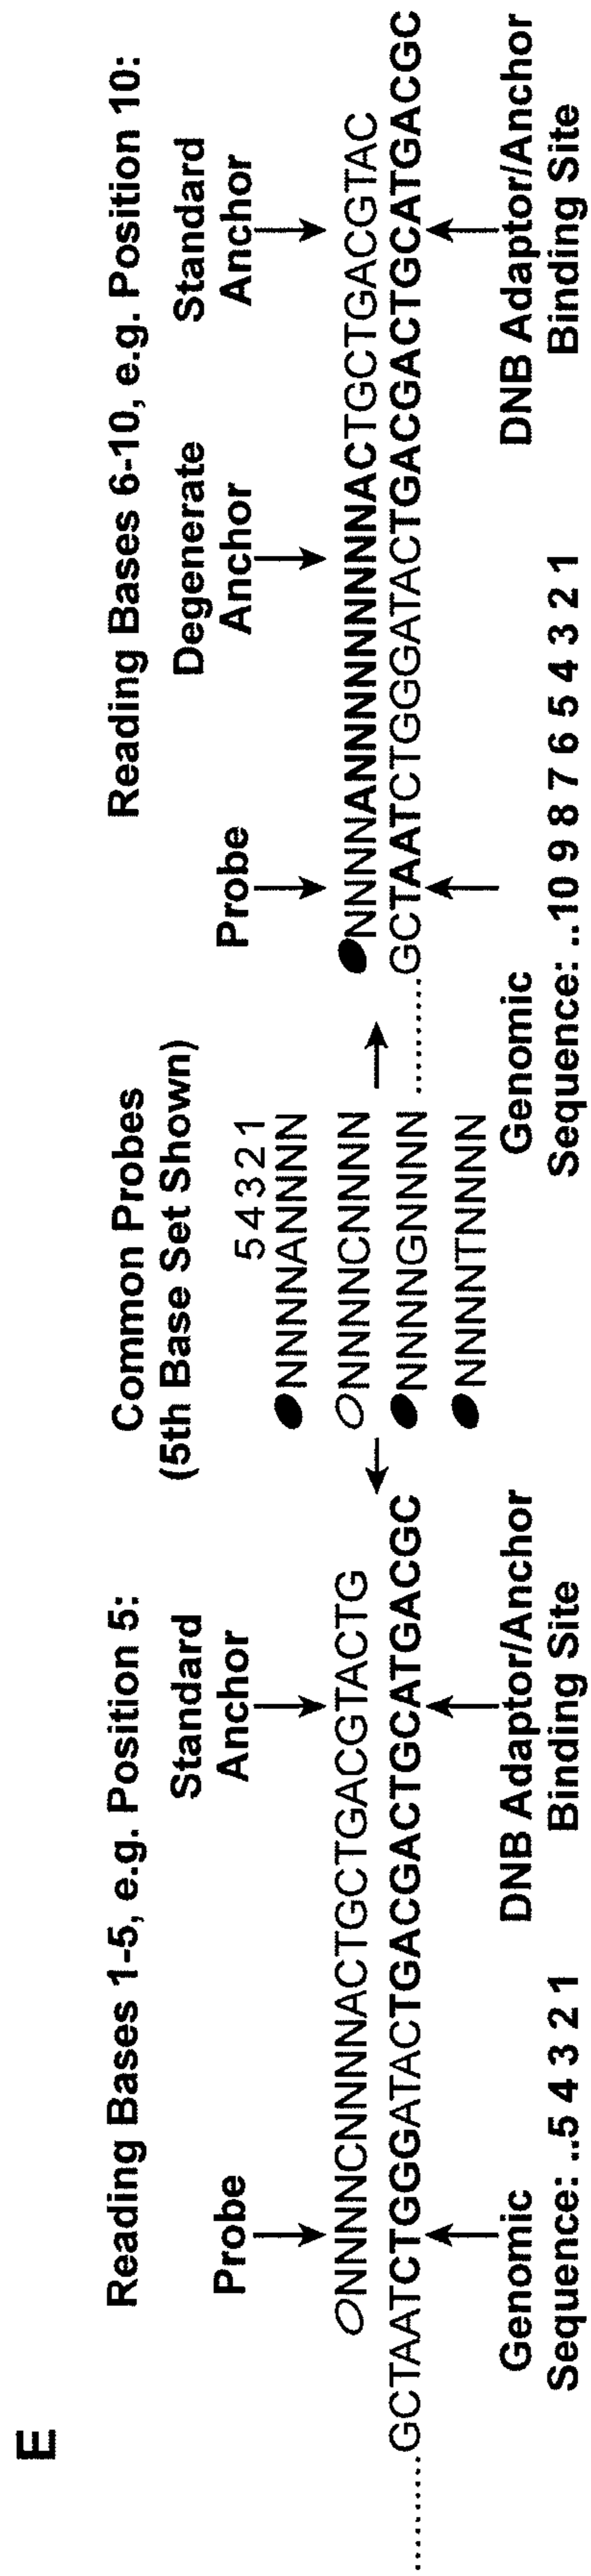 E
Reading Bases 1-5, e.g. Position 5:
Probe
Standard
Anchor
NNNNCNNNNACTGCTGACGTACTG
..........GCTAATCTGGGATACTGACGACTGCATGACGC
Genomic
Sequence: ..5 4 3 2 1
DNB Adaptor/Anchor
Binding Site
Common Probes
(5th Base Set Shown)
5 4 3 2 1
NNNNANNNN
NNNNCNNNN
NNNNGNNNN
NNNNTNNNN
Reading Bases 6-10, e.g. Position 10:
Probe
Degenerate
Anchor
Standard
Anchor
NNNNANNNNNNNNNACTGCTGACGTAC
..........GCTAATCTGGGATACTGACGACTGCATGACGC
Genomic
Sequence: ..10 9 8 7 6 5 4 3 2 1
DNB Adaptor/Anchor
Binding Site